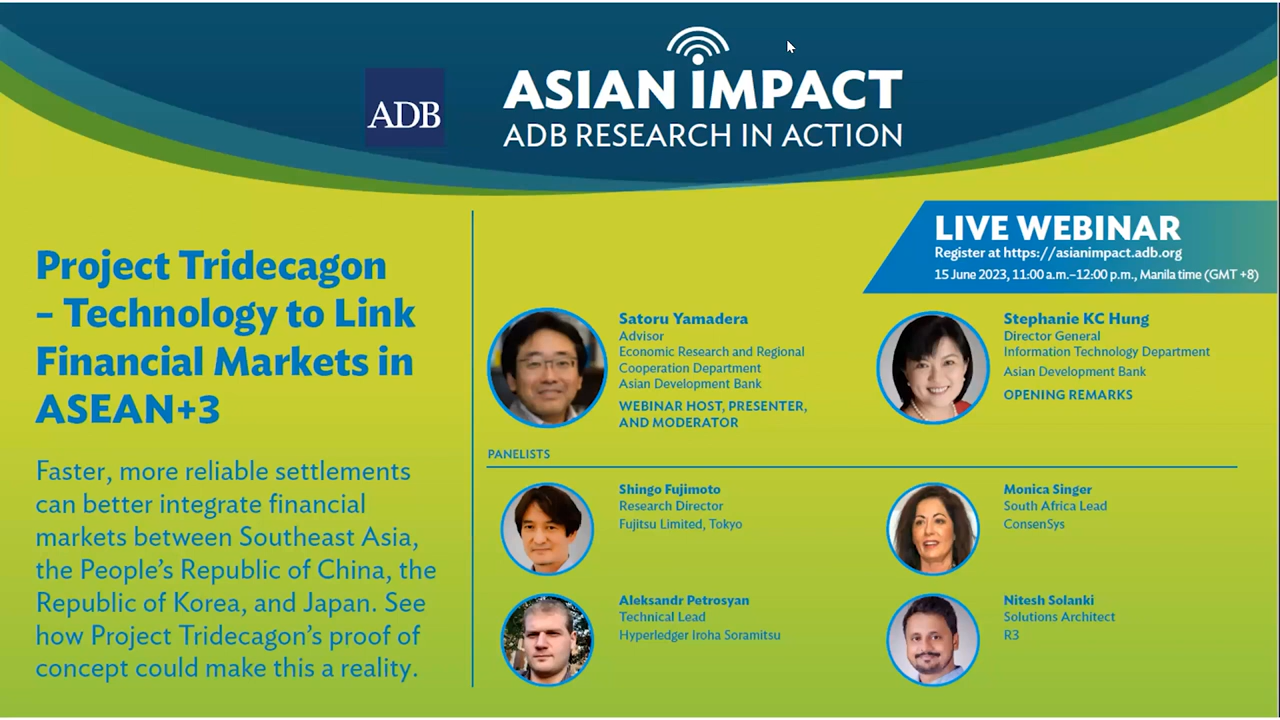 ADB
ASIAN IMPACT
ADB RESEARCH IN ACTION
Project Tridecagon
– Technology to Link
Financial Markets in
ASEAN+3
Faster, more reliable settlements
can better integrate financial
markets between Southeast Asia,
the People's Republic of China, the
Republic of Korea, and Japan. See
how Project Tridecagon's proof of
concept could make this a reality.
LIVE WEBINAR
Register at https://asianimpact.adb.org
15 June 2023, 11:00 a.m.–12:00 p.m., Manila time (GMT +8)
Satoru Yamadera
Advisor
Economic Research and Regional
Cooperation Department
Asian Development Bank
WEBINAR HOST, PRESENTER,
AND MODERATOR
Stephanie KC Hung
Director General
Information Technology Department
Asian Development Bank
OPENING REMARKS
PANELISTS
Shingo Fujimoto
Research Director
Fujitsu Limited, Tokyo
Monica Singer
South Africa Lead
ConsenSys
Aleksandr Petrosyan
Technical Lead
Hyperledger Iroha Soramitsu
Nitesh Solanki
Solutions Architect
R3